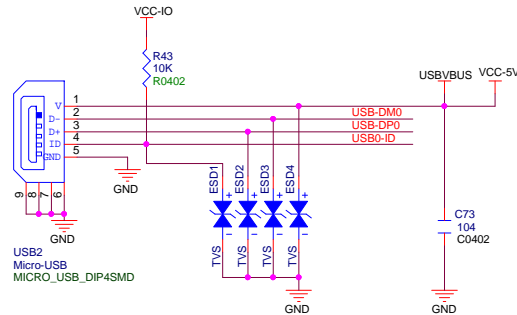 VCC-IO
R43
10K
R0402
USBVBUS
VCC-5V
V 1
D- 2
D+ 3
ID 4
GND 5
USB-DM0
USB-DP0
USB0-ID
GND
9 8 7 6
GND
ESD1 ESD2 ESD3 ESD4
+ + + +
- - - -
TVS TVS TVS TVS
GND
C73
104
C0402
GND
USB2
Micro-USB
MICRO_USB_DIP4SMD